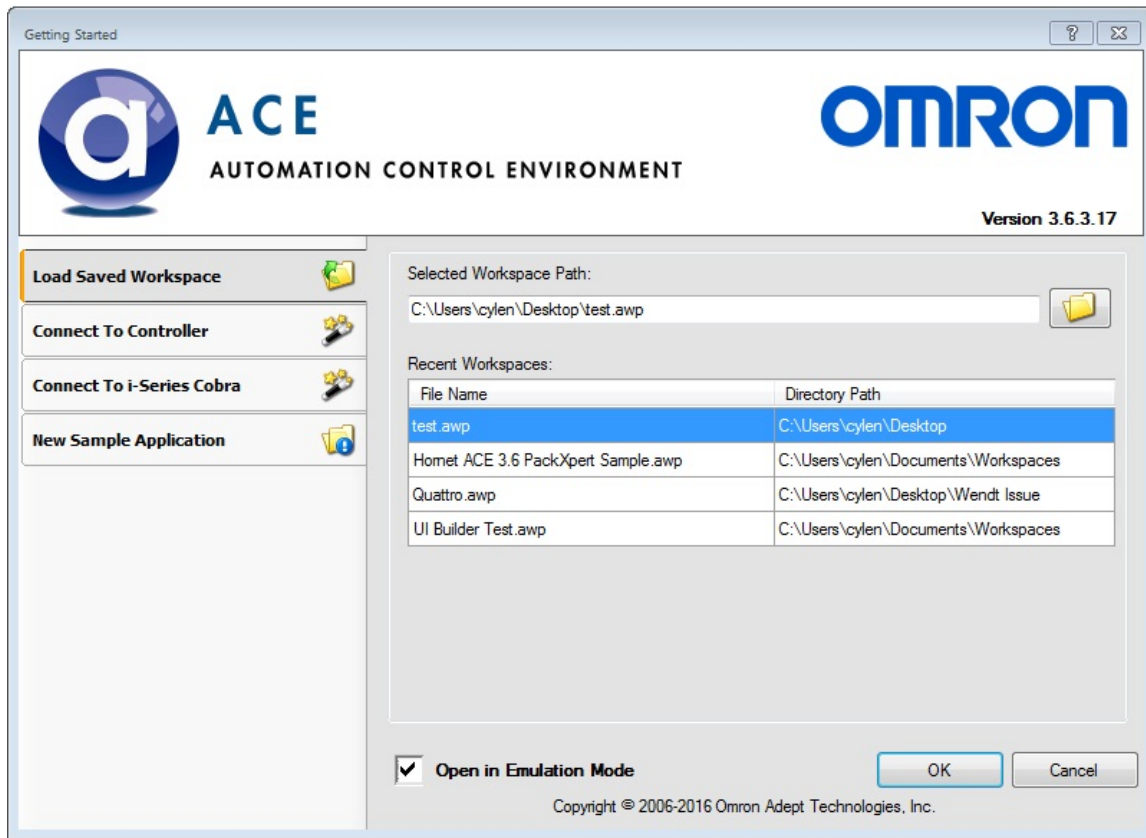 Getting Started
ACE
OMRON
AUTOMATION CONTROL ENVIRONMENT
Version 3.6.3.17
Load Saved Workspace
Connect To Controller
Connect To i-Series Cobra
New Sample Application
Selected Workspace Path:
C:\Users\cylen\Desktop\test.awp
Recent Workspaces:
File Name Directory Path
test.awp C:\Users\cylen\Desktop
Hornet ACE 3.6 PackXpert Sample.awp C:\Users\cylen\Documents\Workspaces
Quattro.awp C:\Users\cylen\Desktop\Wendt Issue
UI Builder Test.awp C:\Users\cylen\Documents\Workspaces
Open in Emulation Mode
OK
Cancel
Copyright © 2006-2016 Omron Adept Technologies, Inc.